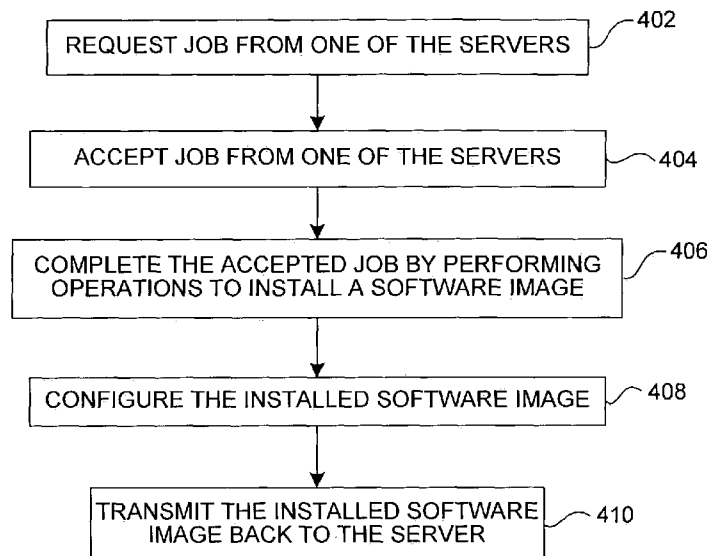 REQUEST JOB FROM ONE OF THE SERVERS
402
ACCEPT JOB FROM ONE OF THE SERVERS
404
COMPLETE THE ACCEPTED JOB BY PERFORMING
OPERATIONS TO INSTALL A SOFTWARE IMAGE
406
CONFIGURE THE INSTALLED SOFTWARE IMAGE
408
TRANSMIT THE INSTALLED SOFTWARE
IMAGE BACK TO THE SERVER
410